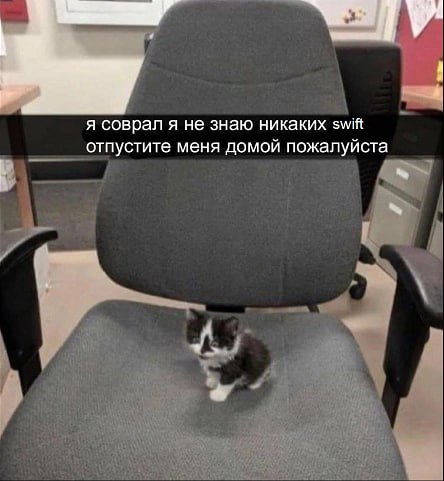 я соврал я не знаю никаких swift
отпустите меня домой пожалуйста